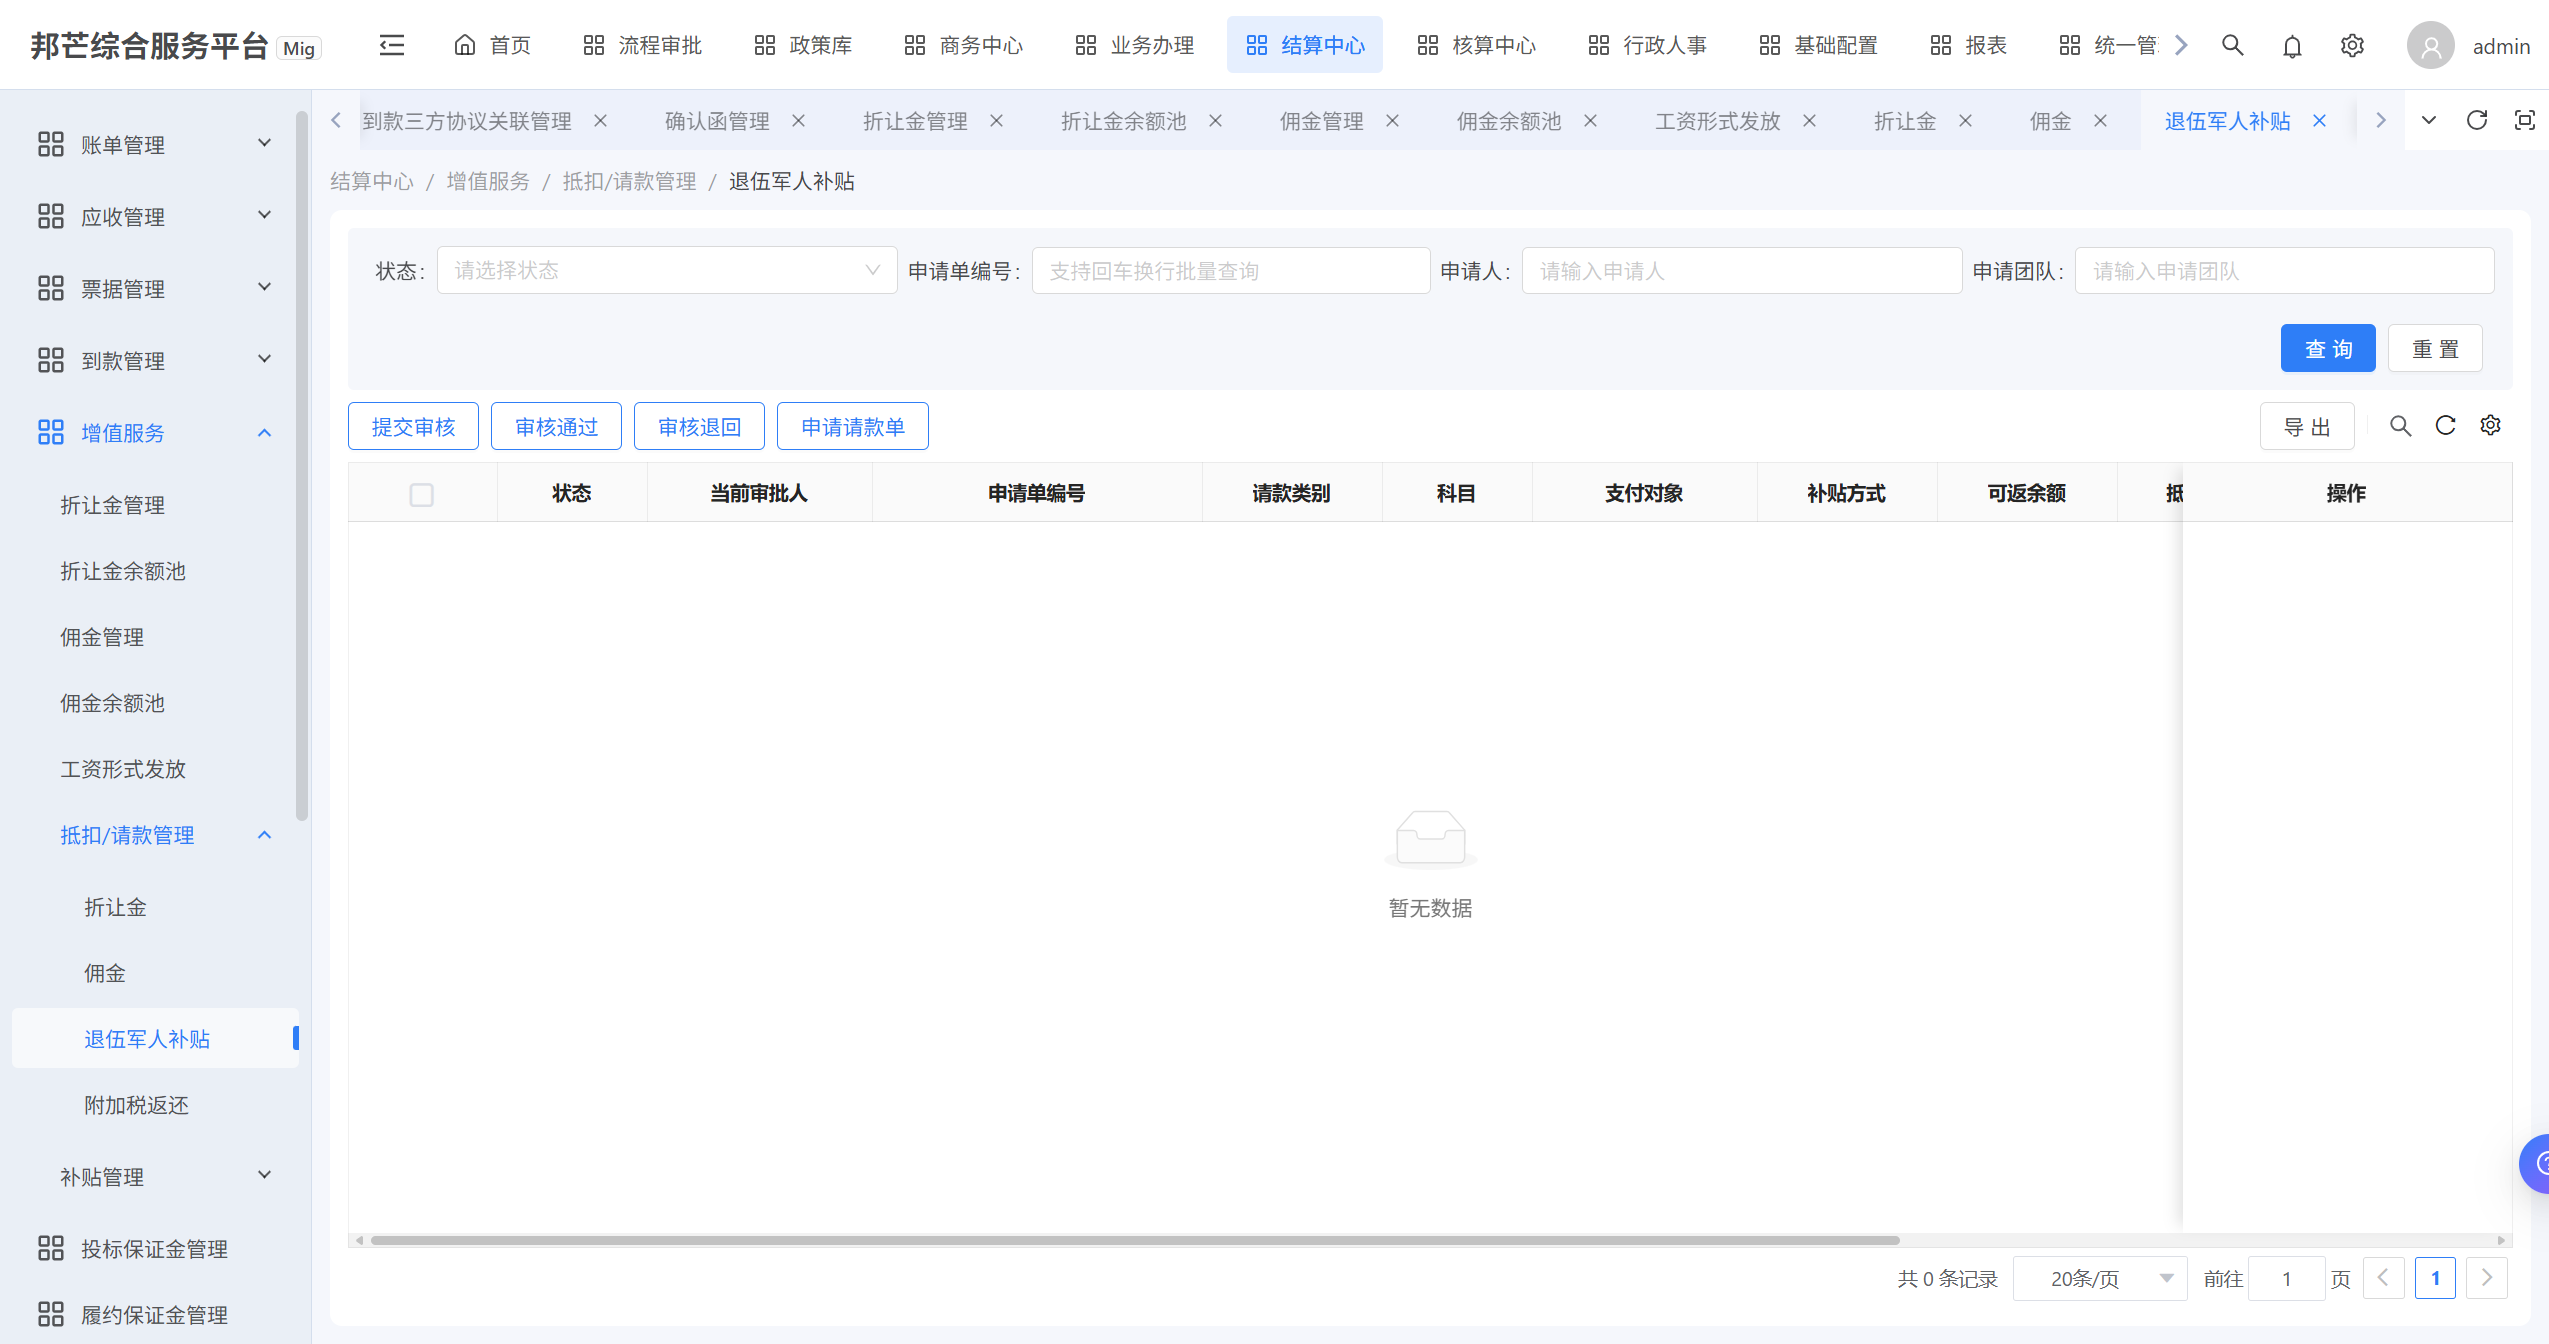 邦芒综合服务平台 Mig 首页 流程审批 政策库 商务中心 业务办理 结算中心 核算中心 行政人事 基础配置 报表 统一管 admin
到款三方协议关联管理 确认函管理 折让金管理 折让金余额池 佣金管理 佣金余额池 工资形式发放 折让金 佣金 退伍军人补贴
结算中心 / 增值服务 / 抵扣/请款管理 / 退伍军人补贴
账单管理
应收管理
票据管理
到款管理
增值服务
折让金管理
折让金余额池
佣金管理
佣金余额池
工资形式发放
抵扣/请款管理
折让金
佣金
退伍军人补贴
附加税返还
补贴管理
投标保证金管理
履约保证金管理
状态: 请选择状态 申请单编号: 支持回车换行批量查询 申请人: 请输入申请人 申请团队: 请输入申请团队
查 询 重 置
提交审核 审核通过 审核退回 申请请款单 导 出
状态 当前审批人 申请单编号 请款类别 科目 支付对象 补贴方式 可返余额 抵 操作
暂无数据
共 0 条记录 20条/页 前往 1 页 1